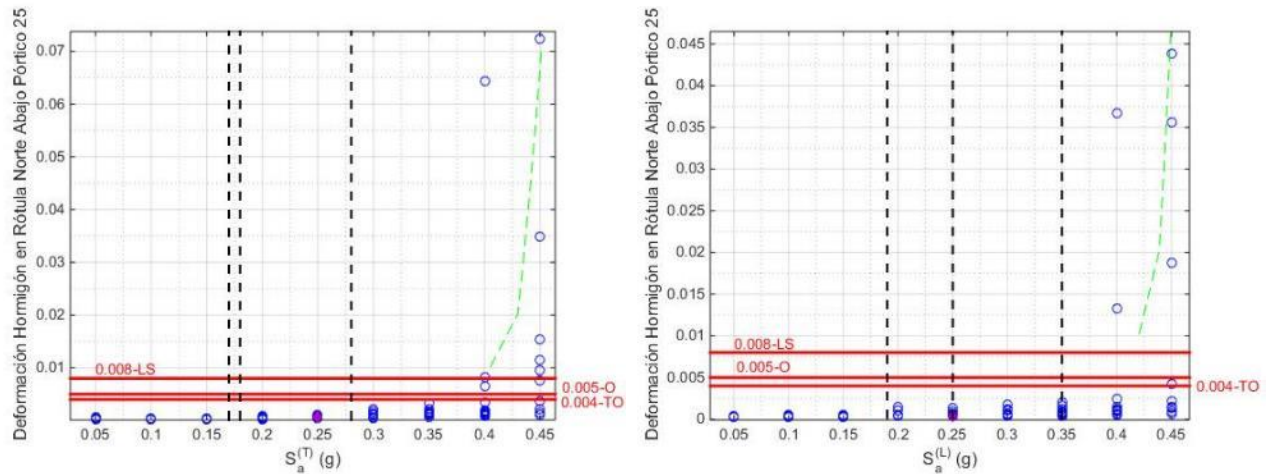 Deformación Hormigón en Rótula Norte Abajo Pórtico 25
0.07
0.06
0.05
0.04
0.03
0.02
0.01
0.008-LS
0.005-O
0.004-TO
0.05 0.1 0.15 0.2 0.25 0.3 0.35 0.4 0.45
S_a^(T) (g)
Deformación Hormigón en Rótula Norte Abajo Pórtico 25
0.045
0.04
0.035
0.03
0.025
0.02
0.015
0.01
0.005
0
0.008-LS
0.005-O
0.004-TO
0.05 0.1 0.15 0.2 0.25 0.3 0.35 0.4 0.45
S_a^(L) (g)